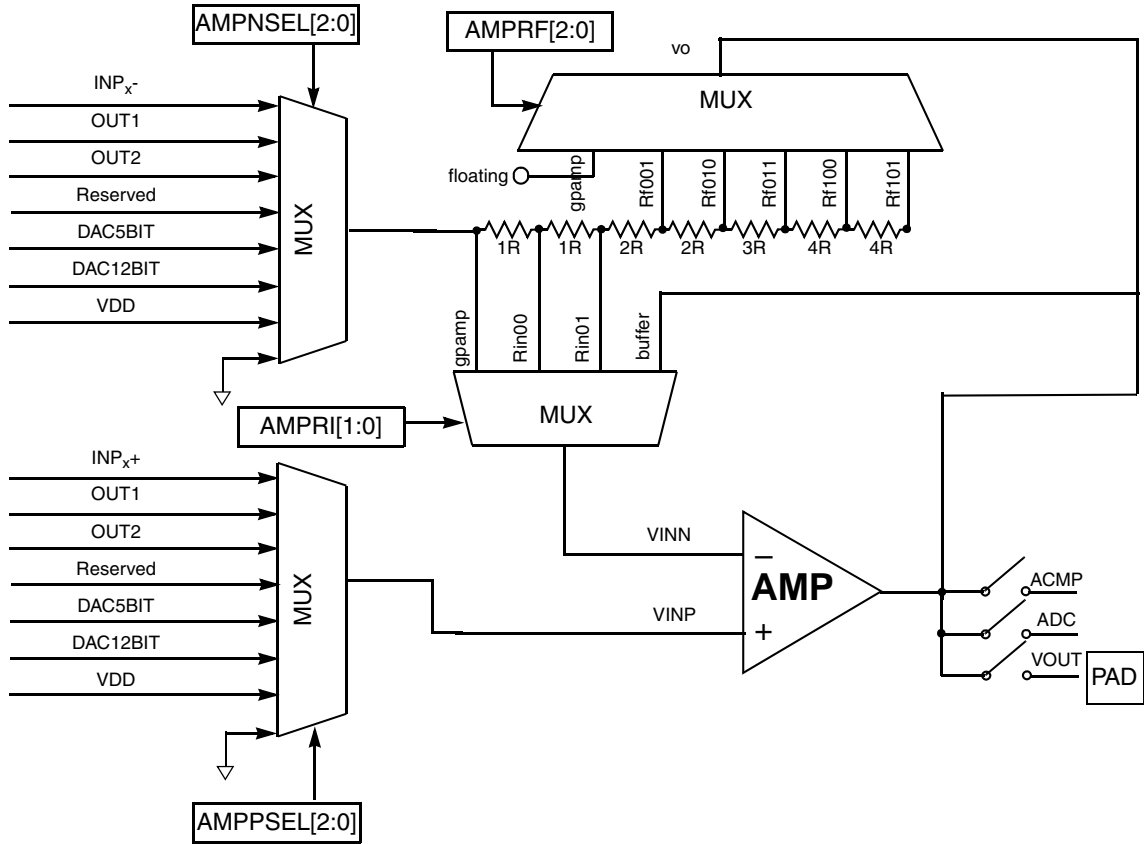 AMPNSEL[2:0]
AMPRF[2:0]
vo
INPx-
OUT1
OUT2
Reserved
DAC5BIT
DAC12BIT
VDD
MUX
MUX
floating
gpamp
Rf001
Rf010
Rf011
Rf100
Rf101
1R
1R
2R
2R
3R
4R
4R
gpamp
Rin00
Rin01
buffer
MUX
AMPRI[1:0]
INPx+
OUT1
OUT2
Reserved
DAC5BIT
DAC12BIT
VDD
MUX
VINN
VINP
−
AMP
+
ACMP
ADC
VOUT
PAD
AMPPSEL[2:0]